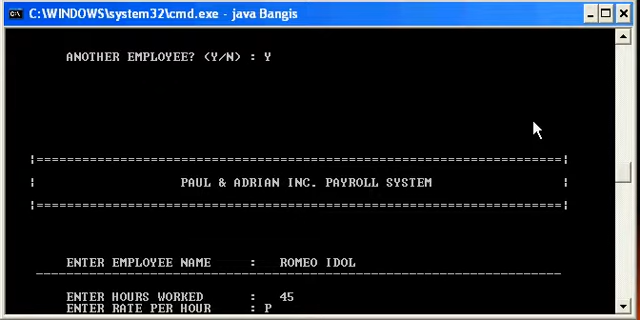 C:\WINDOWS\system32\cmd.exe - java Bangis
ANOTHER EMPLOYEE? (Y/N) : Y
¦=====================================================================¦
¦ PAUL & ADRIAN INC. PAYROLL SYSTEM ¦
¦=====================================================================¦
ENTER EMPLOYEE NAME : ROMEO IDOL
ENTER HOURS WORKED : 45
ENTER RATE PER HOUR : P